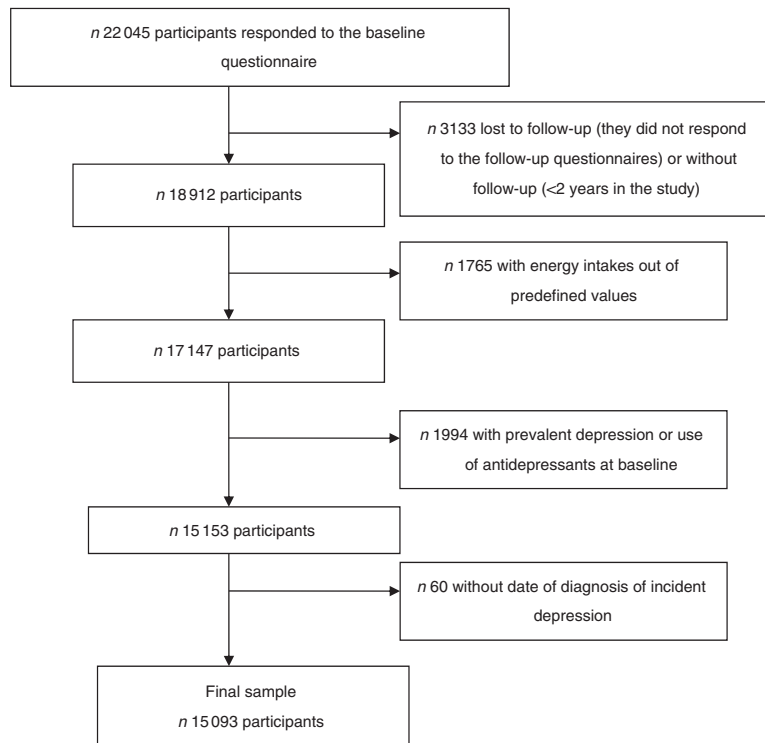 n 22 045 participants responded to the baseline
questionnaire
n 3133 lost to follow-up (they did not respond
to the follow-up questionnaires) or without
follow-up (<2 years in the study)
n 18 912 participants
n 1765 with energy intakes out of
predefined values
n 17 147 participants
n 1994 with prevalent depression or use
of antidepressants at baseline
n 15 153 participants
n 60 without date of diagnosis of incident
depression
Final sample
n 15 093 participants